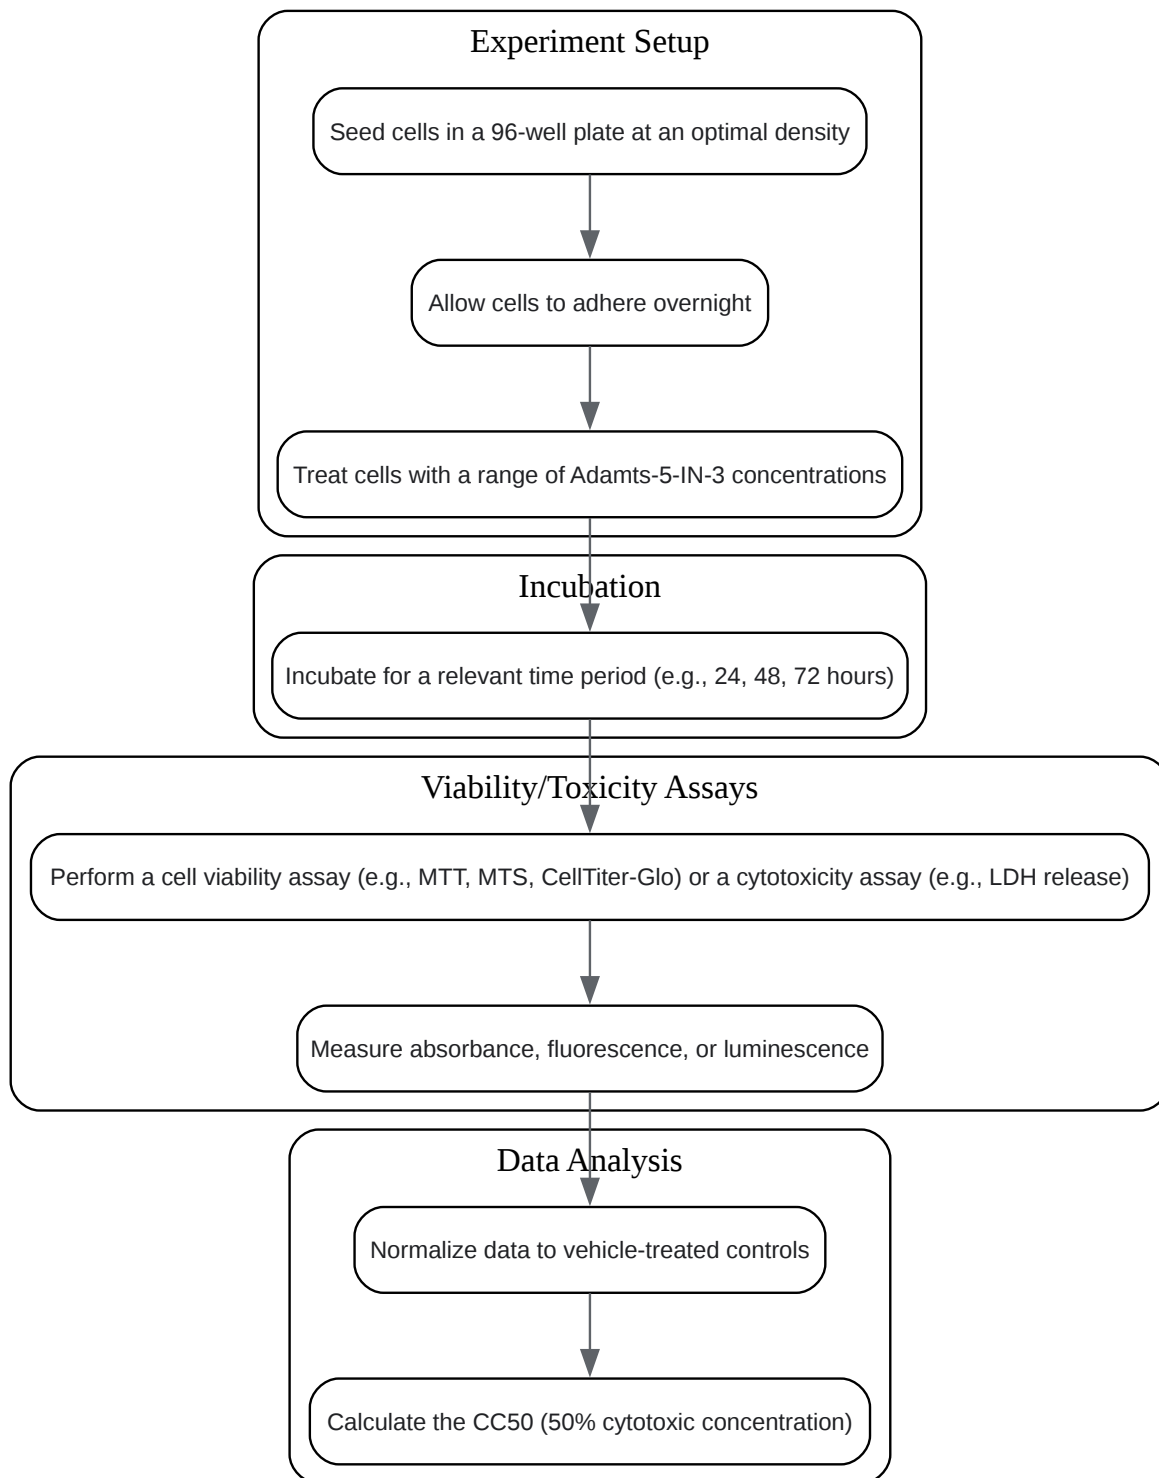 Experiment Setup
Seed cells in a 96-well plate at an optimal density
Allow cells to adhere overnight
Treat cells with a range of Adamts-5-IN-3 concentrations
Incubation
Incubate for a relevant time period (e.g., 24, 48, 72 hours)
Viability/Toxicity Assays
Perform a cell viability assay (e.g., MTT, MTS, CellTiter-Glo) or a cytotoxicity assay (e.g., LDH release)
Measure absorbance, fluorescence, or luminescence
Data Analysis
Normalize data to vehicle-treated controls
Calculate the CC50 (50% cytotoxic concentration)